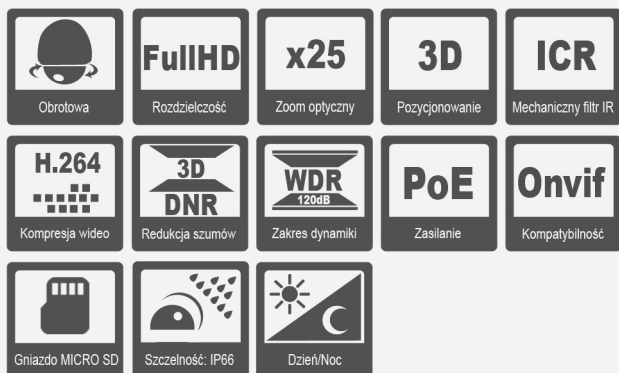 FullHD
x25
3D
ICR
Obrotowa
Rozdzielczość
Zoom optyczny
Pozycjonowanie
Mechaniczny filtr IR
H.264
3D
DNR
WDR
120dB
PoE
Onvif
Kompresja wideo
Redukcja szumów
Zakres dynamiki
Zasilanie
Kompatybilność
Gniazdo MICRO SD
Szczelność: IP66
Dzień/Noc